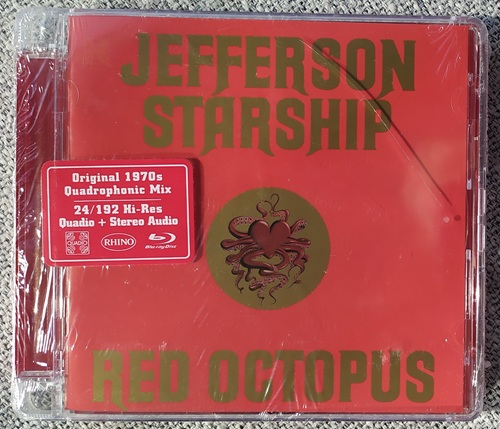 JEFFERSON
STARSHIP
Original 1970s
Quadrophonic Mix
24/192 Hi-Res
Quadio + Stereo Audio
QUADIO
RHINO
Blu-ray Disc
RED OCTOPUS